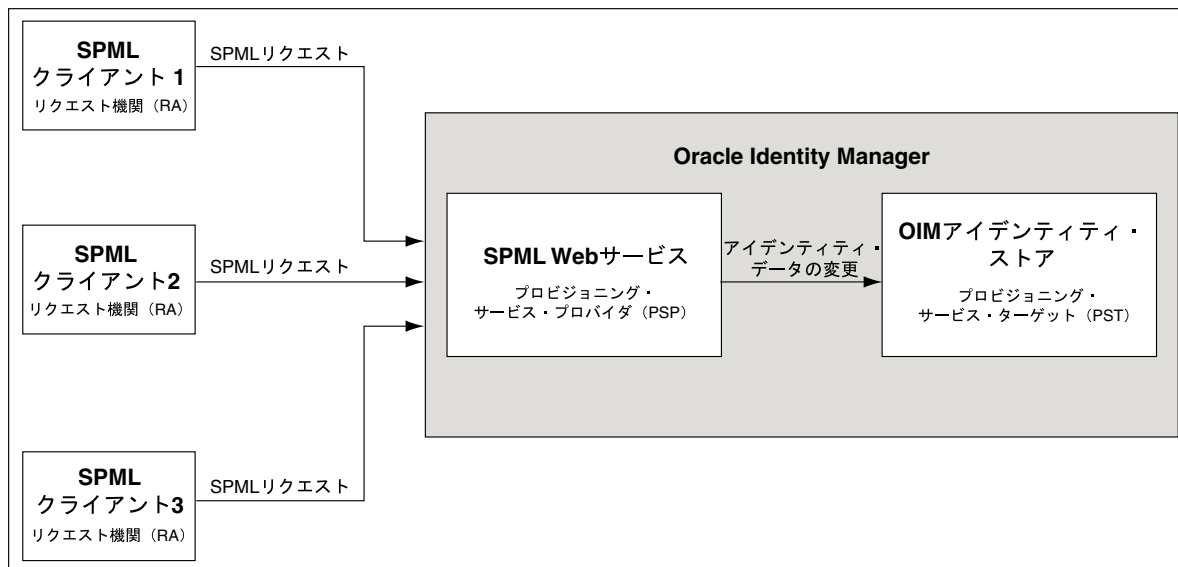 SPML
クライアント 1
リクエスト機関（RA）
SPMLリクエスト
SPML
クライアント2
リクエスト機関（RA）
SPMLリクエスト
SPML
クライアント3
リクエスト機関（RA）
SPMLリクエスト
Oracle Identity Manager
SPML Webサービス
プロビジョニング・
サービス・プロバイダ（PSP）
アイデンティティ・
データの変更
OIMアイデンティティ・
ストア
プロビジョニング・
サービス・ターゲット（PST）